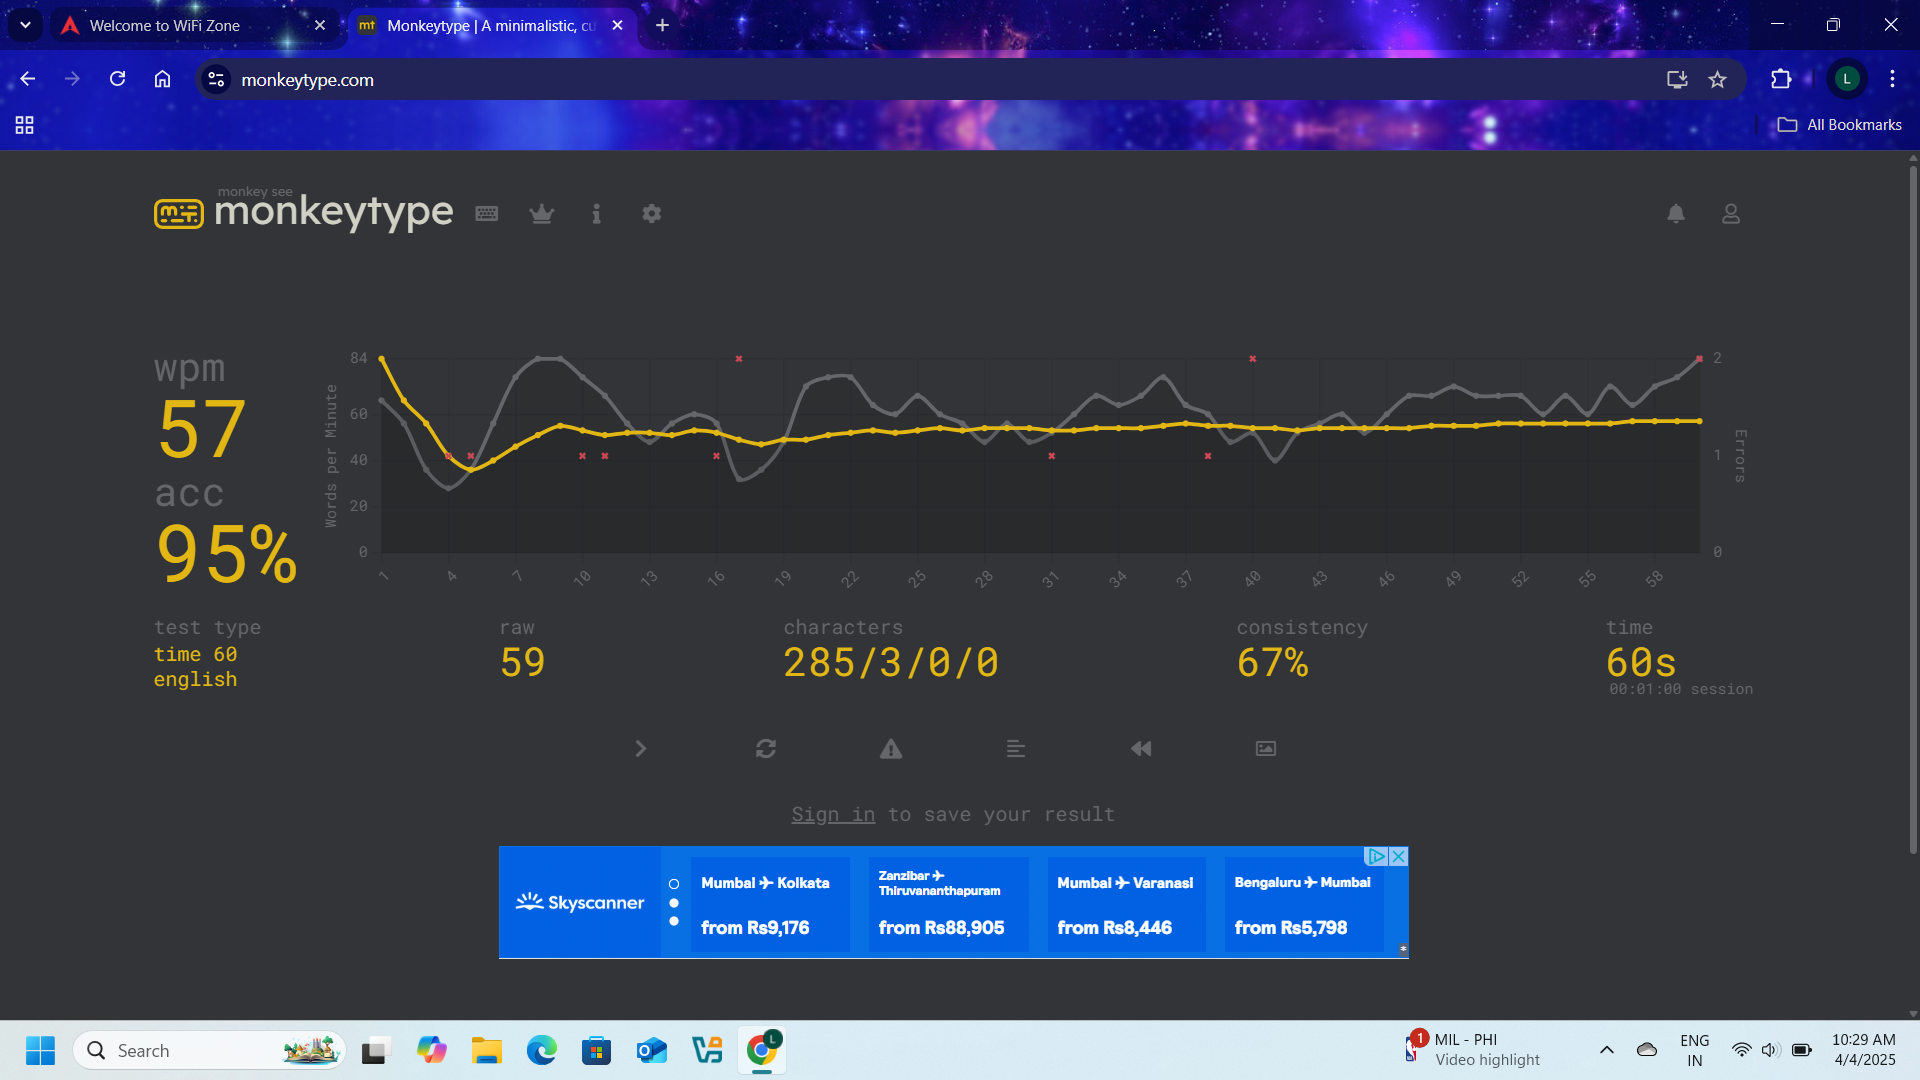 Welcome to WiFi Zone
mt
Monkeytype | A minimalistic, cu
monkeytype.com
L
All Bookmarks
monkey see
monkeytype
wpm
57
acc
95%
84
60
40
20
0
Words per Minute
1 4 7 10 13 16 19 22 25 28 31 34 37 40 43 46 49 52 55 58
2
1
0
Errors
test type
time 60
english
raw
59
characters
285/3/0/0
consistency
67%
time
60s
00:01:00 session
Sign in to save your result
Skyscanner
Mumbai ✈ Kolkata
from Rs9,176
Zanzibar ✈
Thiruvananthapuram
from Rs88,905
Mumbai ✈ Varanasi
from Rs8,446
Bengaluru ✈ Mumbai
from Rs5,798
Search
L
1
MIL - PHI
Video highlight
ENG
IN
10:29 AM
4/4/2025